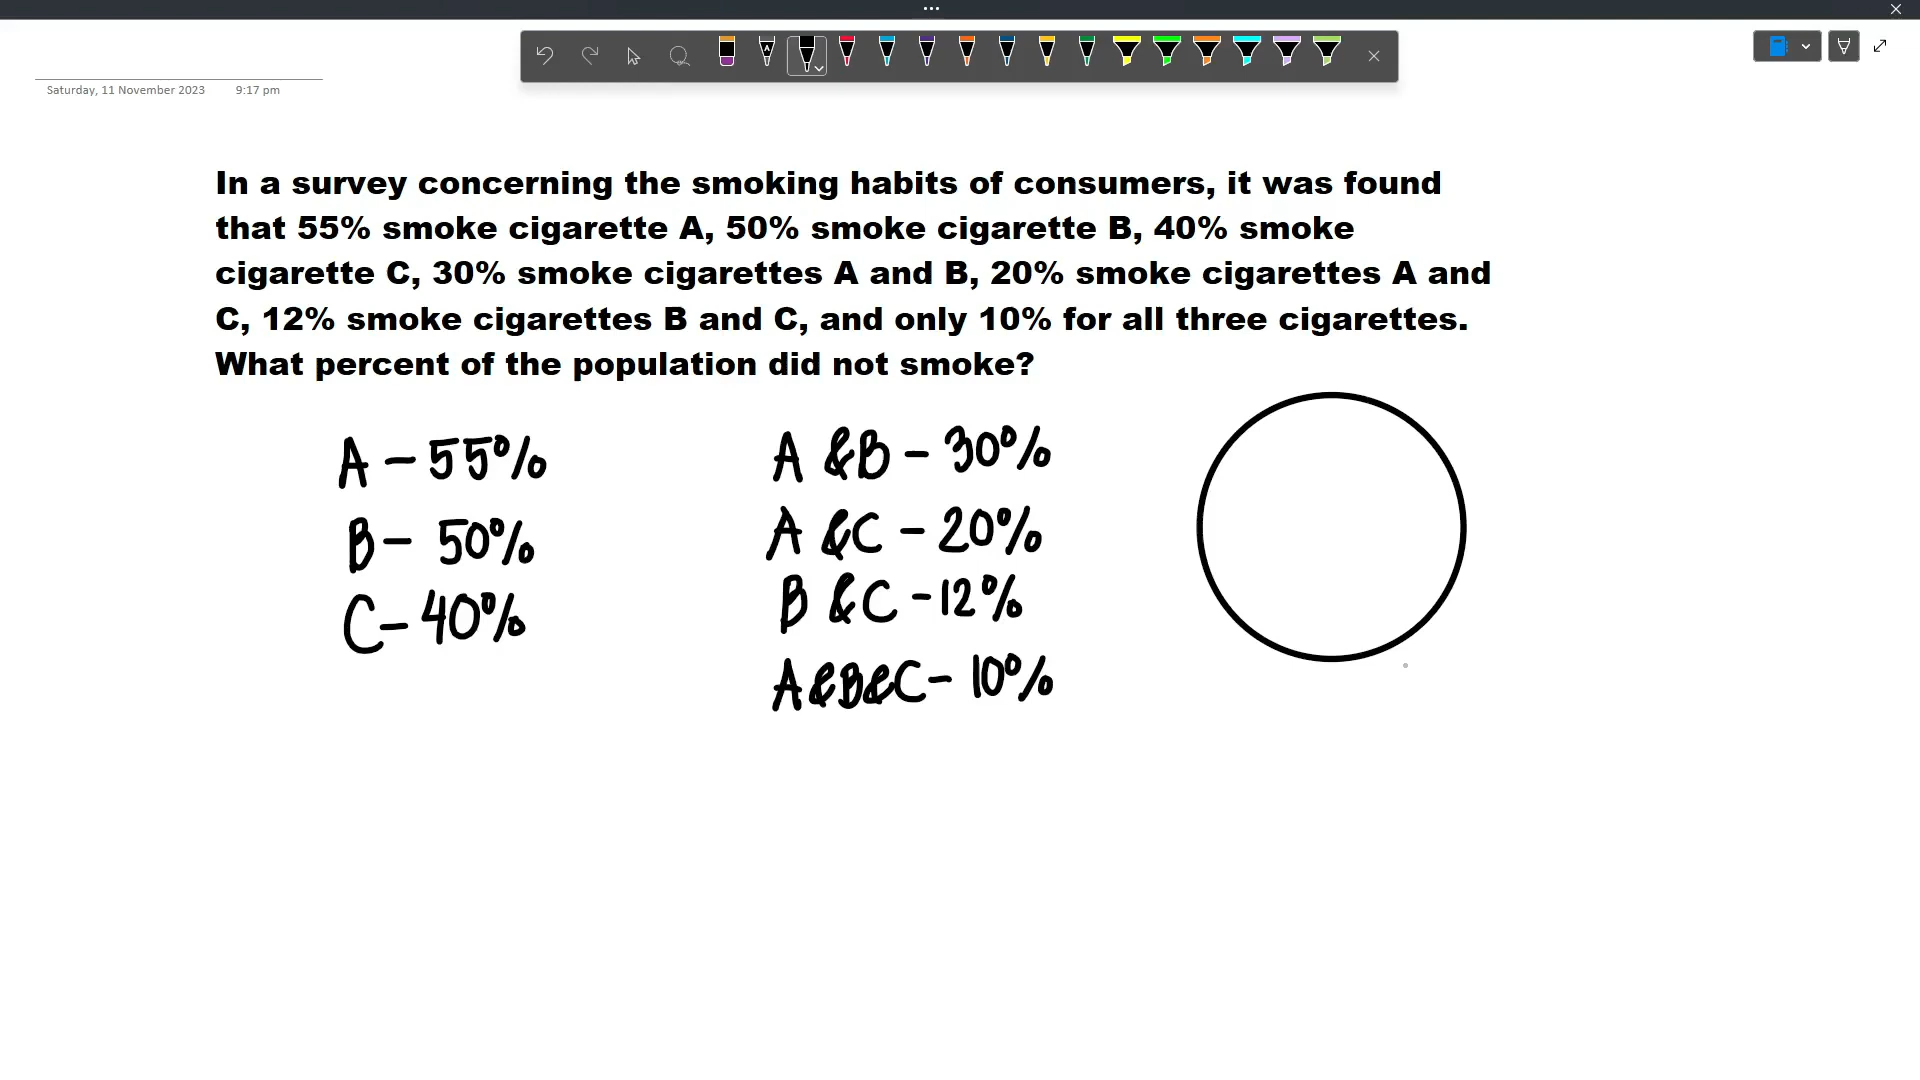 Saturday, 11 November 2023 9:17 pm
In a survey concerning the smoking habits of consumers, it was found
that 55% smoke cigarette A, 50% smoke cigarette B, 40% smoke
cigarette C, 30% smoke cigarettes A and B, 20% smoke cigarettes A and
C, 12% smoke cigarettes B and C, and only 10% for all three cigarettes.
What percent of the population did not smoke?
A - 55%
B - 50%
C - 40%
A & B - 30%
A & C - 20%
B & C - 12%
A & B & C - 10%